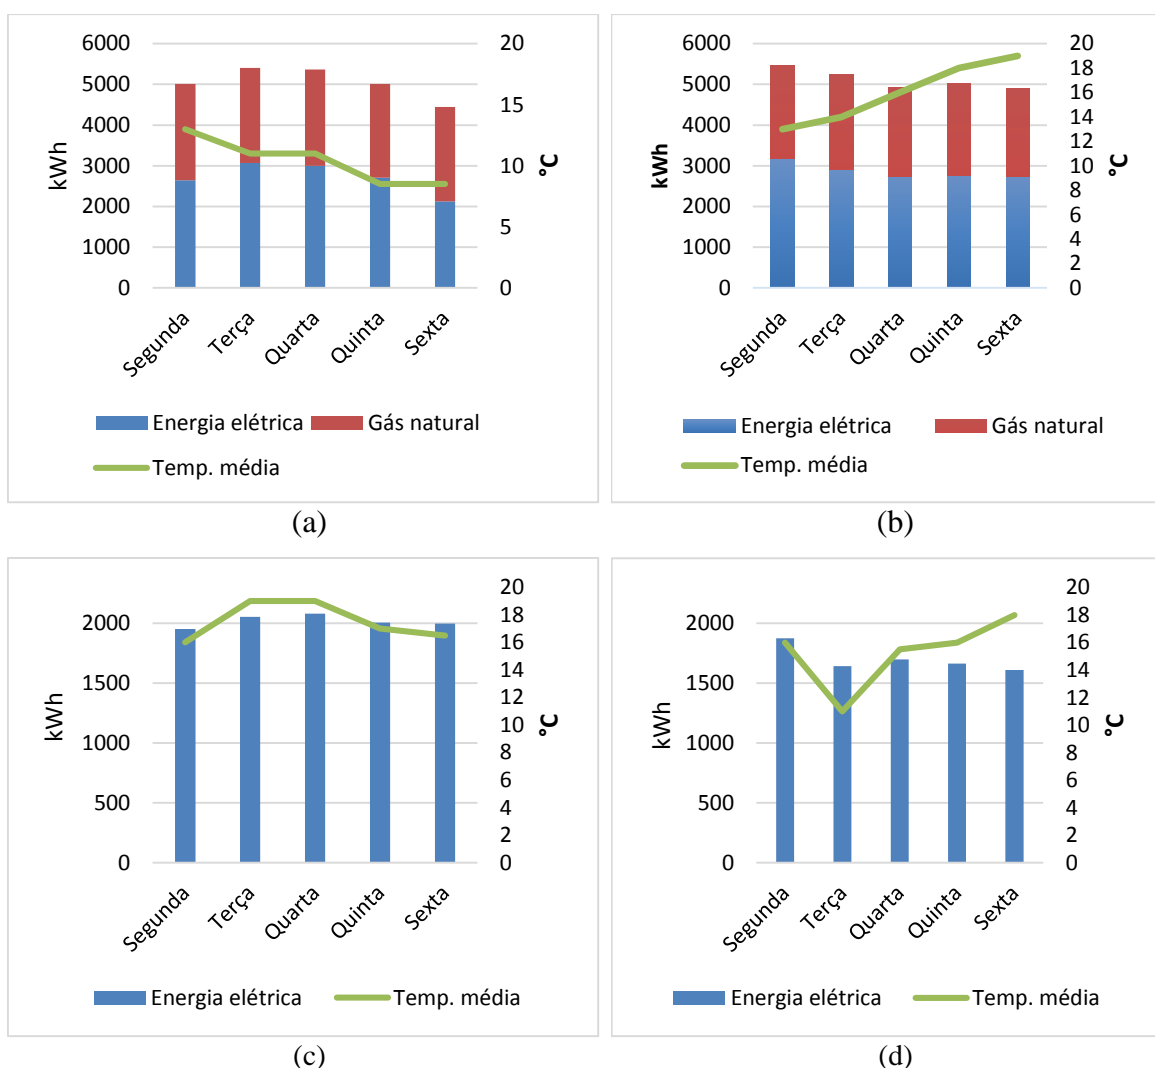 6000
5000
4000
3000
2000
1000
0
kWh
20
15
10
5
0
°C
Segunda
Terça
Quarta
Quinta
Sexta
Energia elétrica Gás natural
Temp. média
(a)
6000
5000
4000
3000
2000
1000
0
kWh
20
18
16
14
12
10
8
6
4
2
0
°C
Segunda
Terça
Quarta
Quinta
Sexta
Energia elétrica Gás natural
Temp. média
(b)
2000
1500
1000
500
0
kWh
20
18
16
14
12
10
8
6
4
2
0
°C
Segunda
Terça
Quarta
Quinta
Sexta
Energia elétrica Temp. média
(c)
2000
1500
1000
500
0
kWh
20
18
16
14
12
10
8
6
4
2
0
°C
Segunda
Terça
Quarta
Quinta
Sexta
Energia elétrica Temp. média
(d)